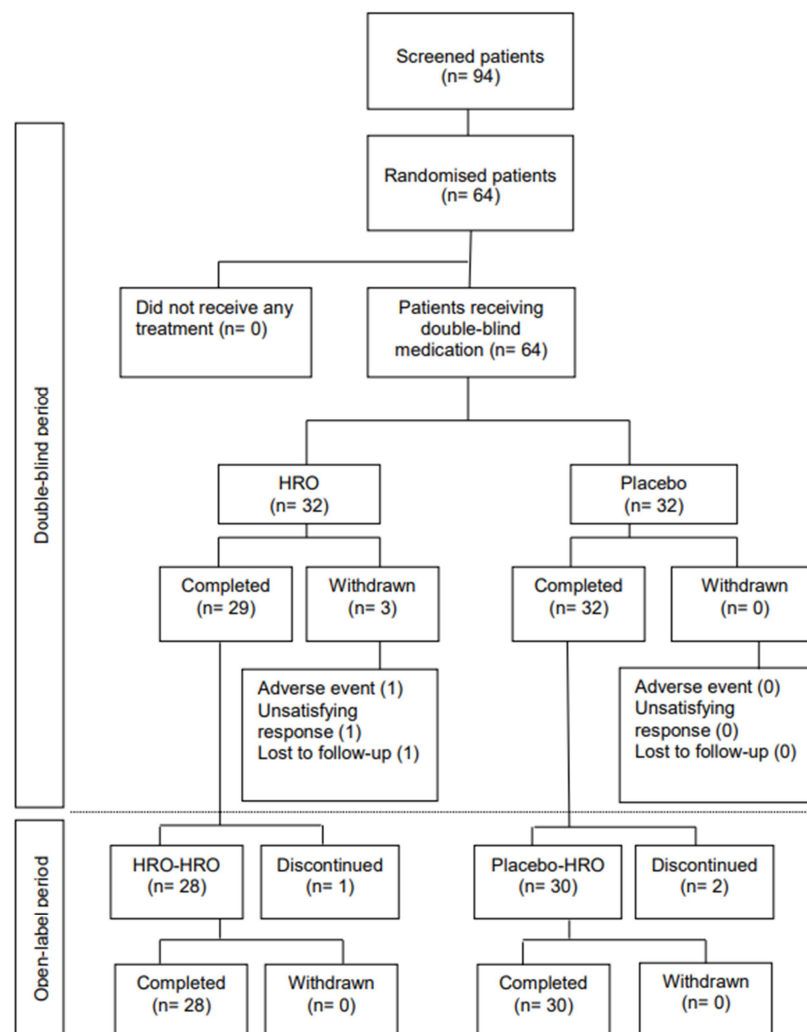 Screened patients
(n= 94)
Double-blind period
Randomised patients
(n= 64)
Did not receive any
treatment (n= 0)
Patients receiving
double-blind
medication (n= 64)
HRO
(n= 32)
Placebo
(n= 32)
Completed
(n= 29)
Withdrawn
(n= 3)
Completed
(n= 32)
Withdrawn
(n= 0)
Adverse event (1)
Unsatisfying
response (1)
Lost to follow-up (1)
Adverse event (0)
Unsatisfying
response (0)
Lost to follow-up (0)
Open-label period
HRO-HRO
(n= 28)
Discontinued
(n= 1)
Placebo-HRO
(n= 30)
Discontinued
(n= 2)
Completed
(n= 28)
Withdrawn
(n= 0)
Completed
(n= 30)
Withdrawn
(n= 0)